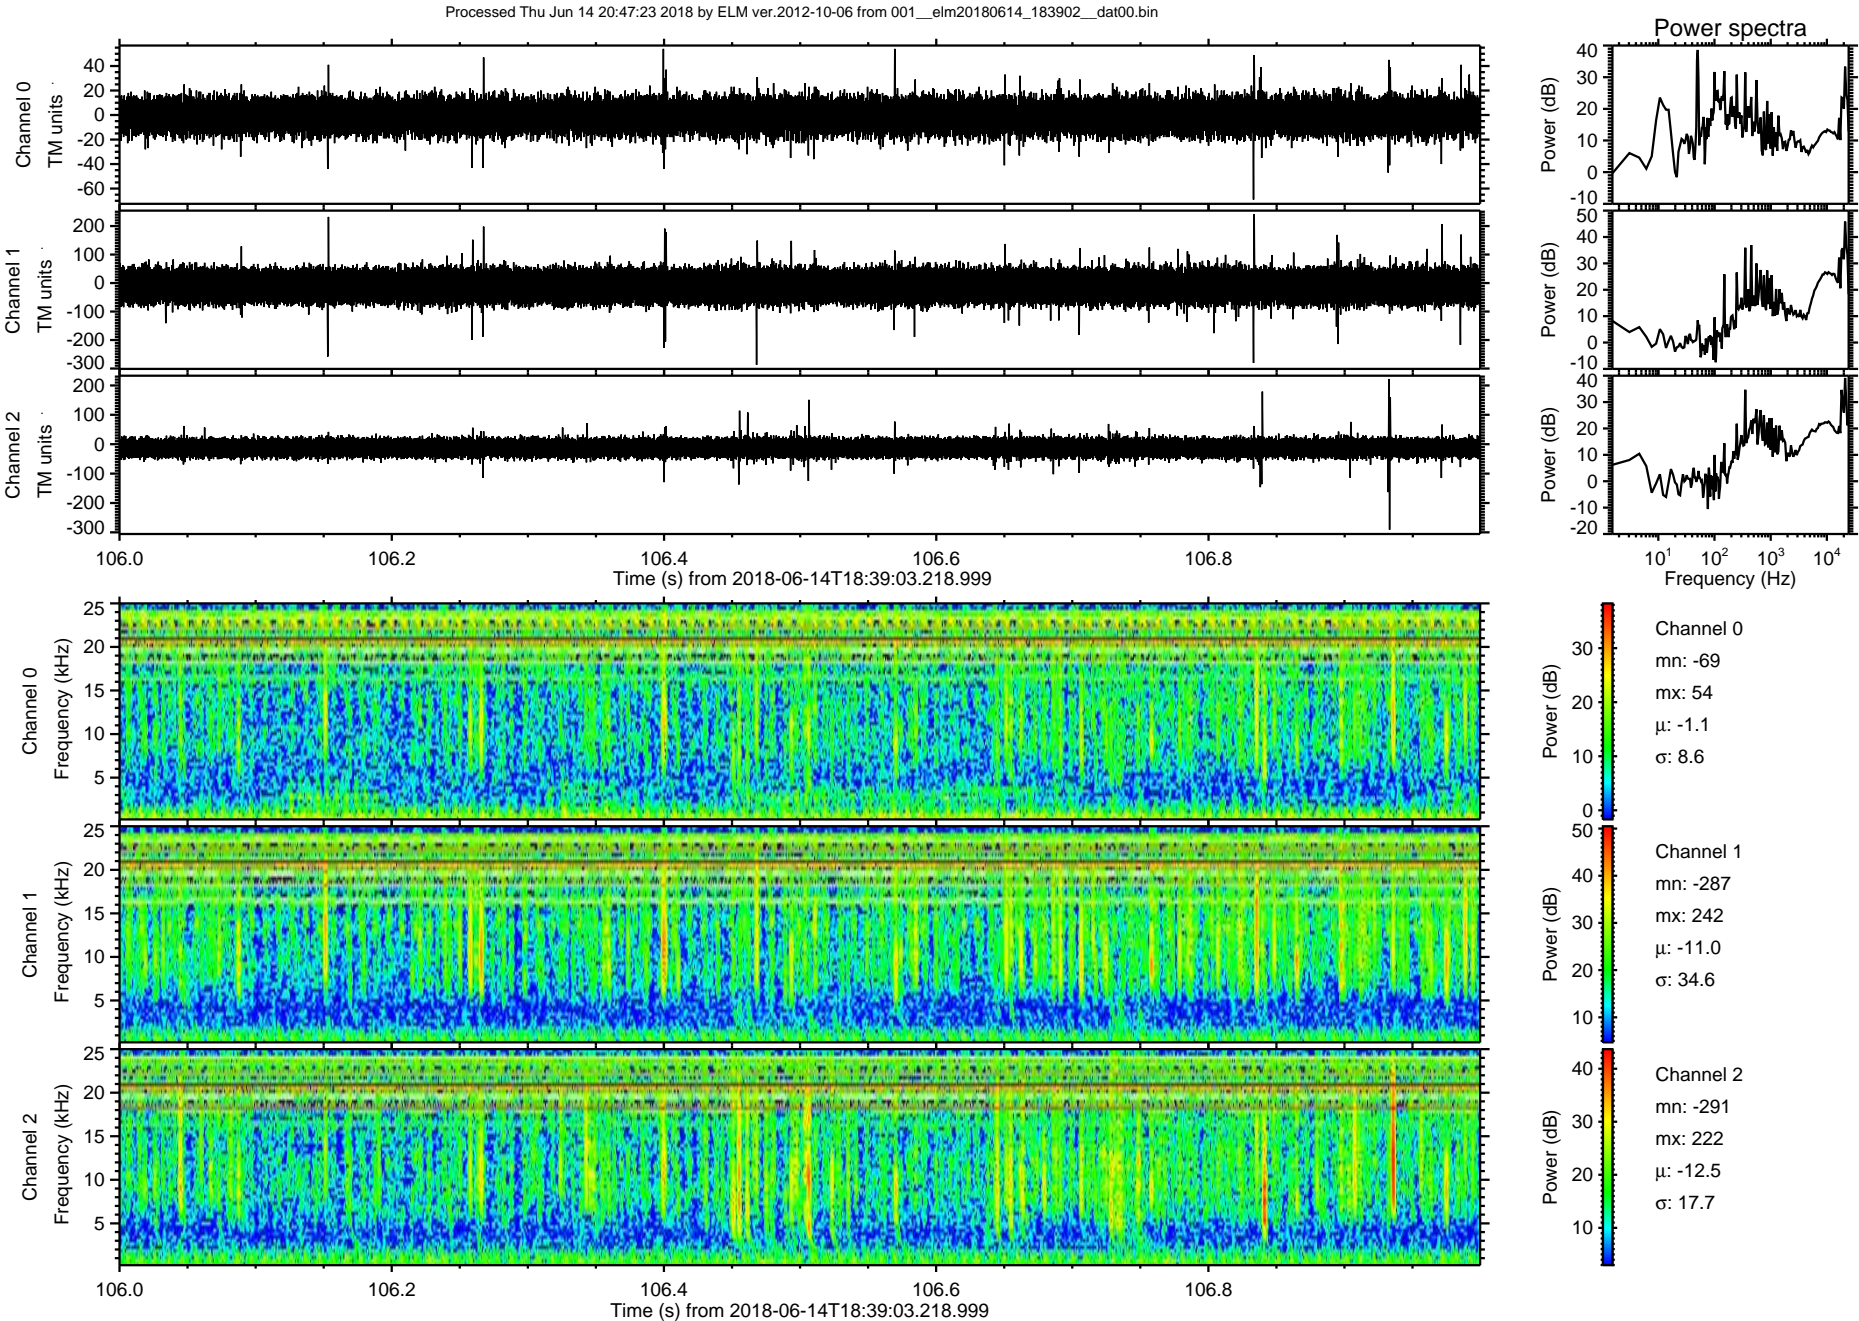 Processed Thu Jun 14 20:47:23 2018 by ELM ver.2012-10-06 from 001__elm20180614_183902__dat00.bin
Power spectra
Channel 0
TM units
40
20
0
-20
-40
-60
Power (dB)
40
30
20
10
0
-10
Channel 1
TM units
200
100
0
-100
-200
-300
Power (dB)
50
40
30
20
10
0
-10
Channel 2
TM units
200
100
0
-100
-200
-300
Power (dB)
40
30
20
10
0
-10
-20
106.0 106.2 106.4 106.6 106.8
Time (s) from 2018-06-14T18:39:03.218.999
10¹ 10² 10³ 10⁴
Frequency (Hz)
Channel 0
Frequency (kHz)
25
20
15
10
5
Power (dB)
30
20
10
0
Channel 0
mn: -69
mx: 54
μ: -1.1
σ: 8.6
Channel 1
Frequency (kHz)
25
20
15
10
5
Power (dB)
50
40
30
20
10
Channel 1
mn: -287
mx: 242
μ: -11.0
σ: 34.6
Channel 2
Frequency (kHz)
25
20
15
10
5
Power (dB)
40
30
20
10
Channel 2
mn: -291
mx: 222
μ: -12.5
σ: 17.7
106.0 106.2 106.4 106.6 106.8
Time (s) from 2018-06-14T18:39:03.218.999